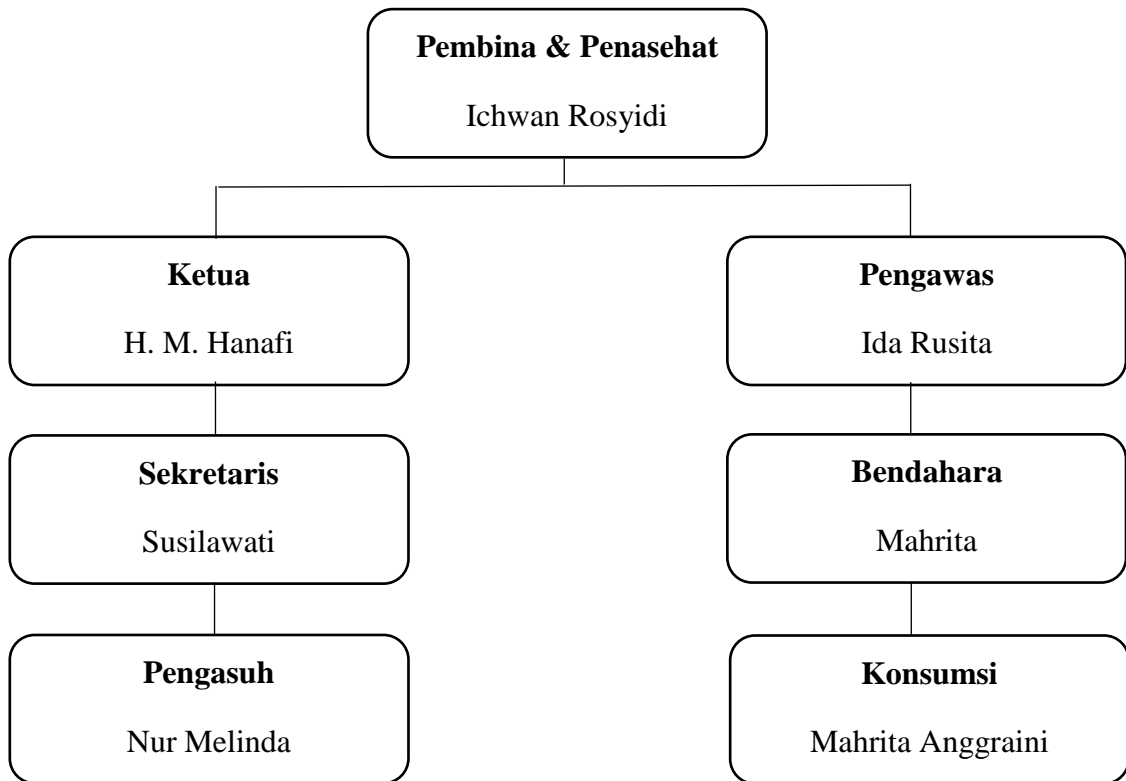 Pembina & Penasehat
Ichwan Rosyidi
Ketua
H. M. Hanafi
Pengawas
Ida Rusita
Sekretaris
Susilawati
Bendahara
Mahrita
Pengasuh
Nur Melinda
Konsumsi
Mahrita Anggraini